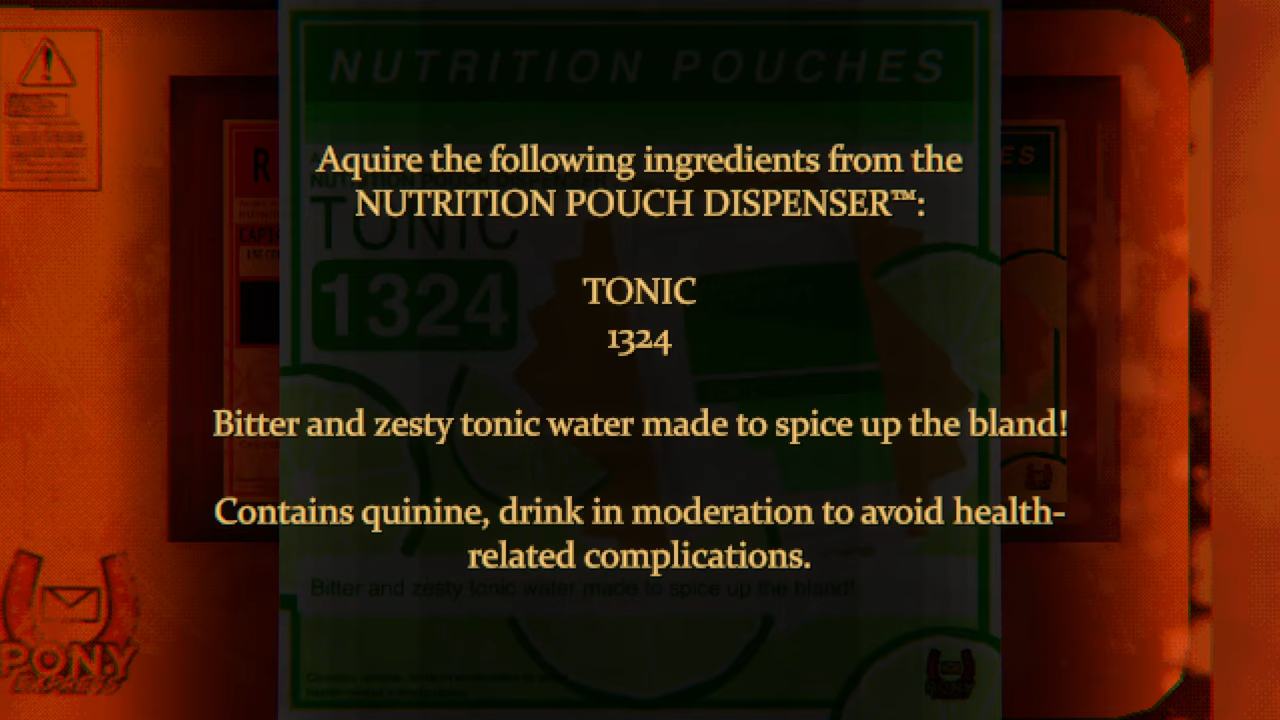 NUTRITION POUCHES
Aquire the following ingredients from the
NUTRITION POUCH DISPENSER™:
TONIC
1324
TONIC
1324
Bitter and zesty tonic water made to spice up the bland!
Contains quinine, drink in moderation to avoid health-
related complications.
Bitter and zesty tonic water made to spice up the bland!
R
ES
PONY
EXPRESS